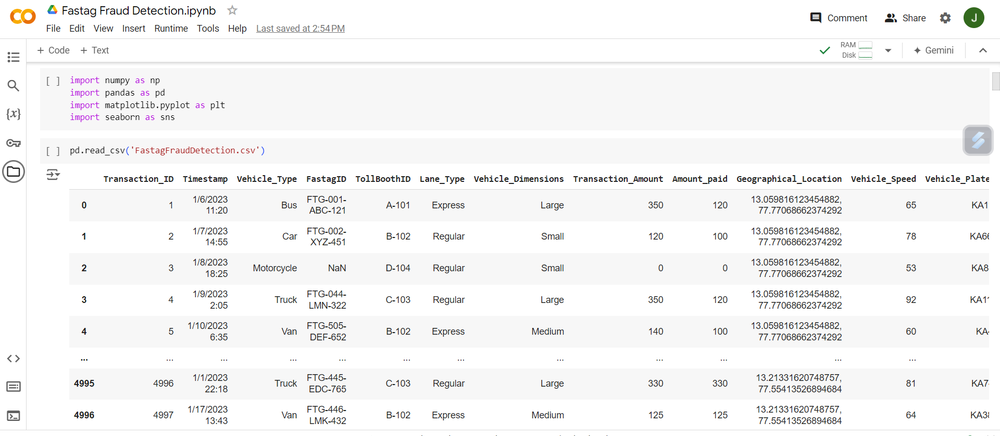 Fastag Fraud Detection.ipynb
File Edit View Insert Runtime Tools Help Last saved at 2:54 PM
Comment Share J
+ Code + Text
RAM
Disk
Gemini
[ ] import numpy as np
import pandas as pd
import matplotlib.pyplot as plt
import seaborn as sns
{x}
[ ] pd.read_csv('FastagFraudDetection.csv')
Transaction_ID Timestamp Vehicle_Type FastagID TollBoothID Lane_Type Vehicle_Dimensions Transaction_Amount Amount_paid Geographical_Location Vehicle_Speed Vehicle_Plate
0 1 1/6/2023 11:20 Bus FTG-001-ABC-121 A-101 Express Large 350 120 13.059816123454882, 77.77068662374292 65 KA1
1 2 1/7/2023 14:55 Car FTG-002-XYZ-451 B-102 Regular Small 120 100 13.059816123454882, 77.77068662374292 78 KA66
2 3 1/8/2023 18:25 Motorcycle NaN D-104 Regular Small 0 0 13.059816123454882, 77.77068662374292 53 KA8
3 4 1/9/2023 2:05 Truck FTG-044-LMN-322 C-103 Regular Large 350 120 13.059816123454882, 77.77068662374292 92 KA11
4 5 1/10/2023 6:35 Van FTG-505-DEF-652 B-102 Express Medium 140 100 13.059816123454882, 77.77068662374292 60 KA
... ... ... ... ... ... ... ... ... ... ... ...
4995 4996 1/1/2023 22:18 Truck FTG-445-EDC-765 C-103 Regular Large 330 330 13.21331620748757, 77.55413526894684 81 KA7
4996 4997 1/17/2023 13:43 Van FTG-446-LMK-432 B-102 Express Medium 125 125 13.21331620748757, 77.55413526894684 64 KA38